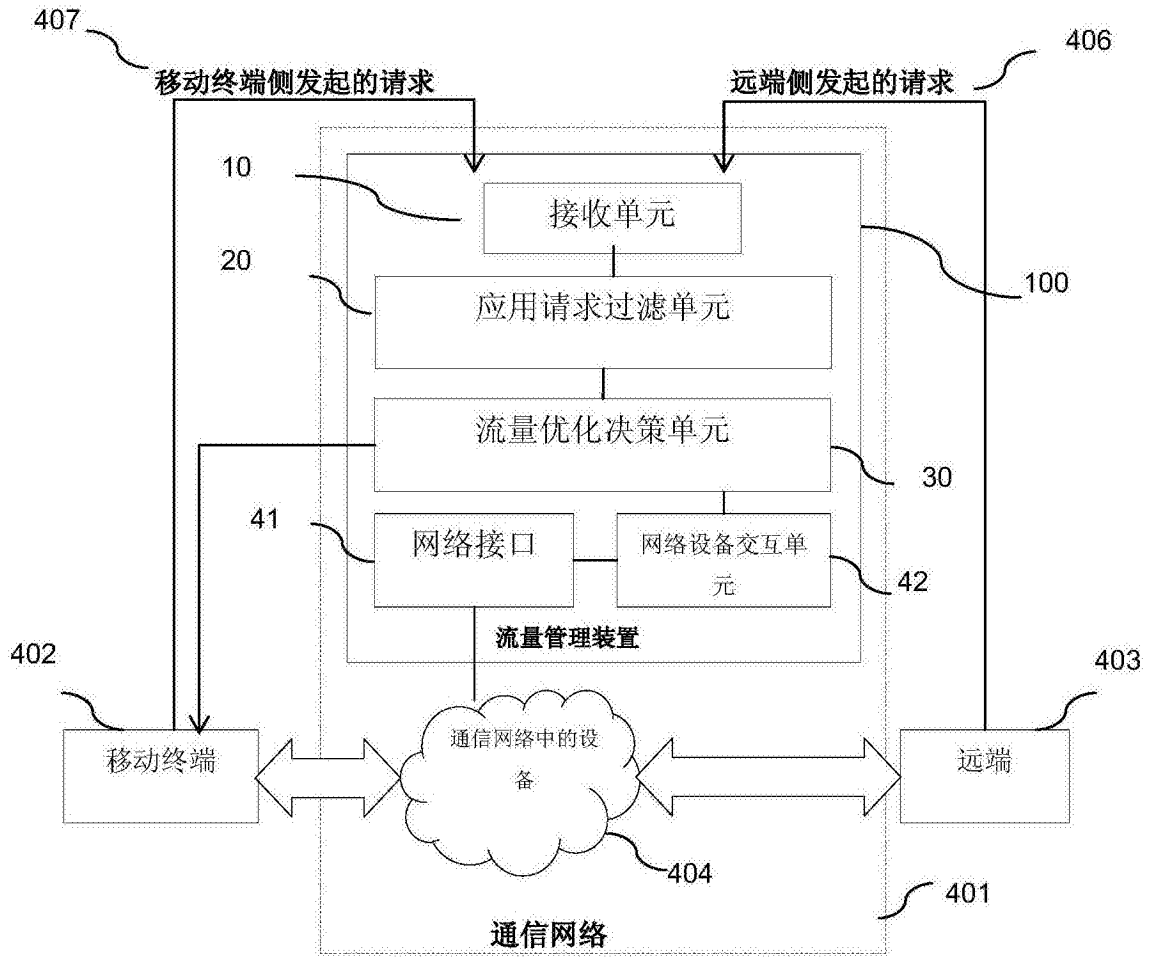 407
406
移动终端侧发起的请求
远端侧发起的请求
10
接收单元
20
100
应用请求过滤单元
流量优化决策单元
30
41
网络接口
网络设备交互单
元
42
流量管理装置
402
403
移动终端
通信网络中的设
备
远端
404
401
通信网络